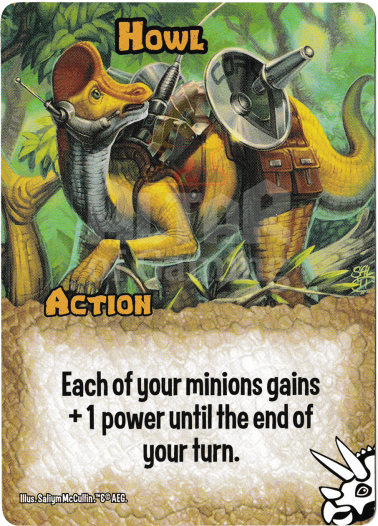 Howl
Action
Each of your minions gains
+1 power until the end of
your turn.
Illus. Saliym McCullin. ™&© AEG.